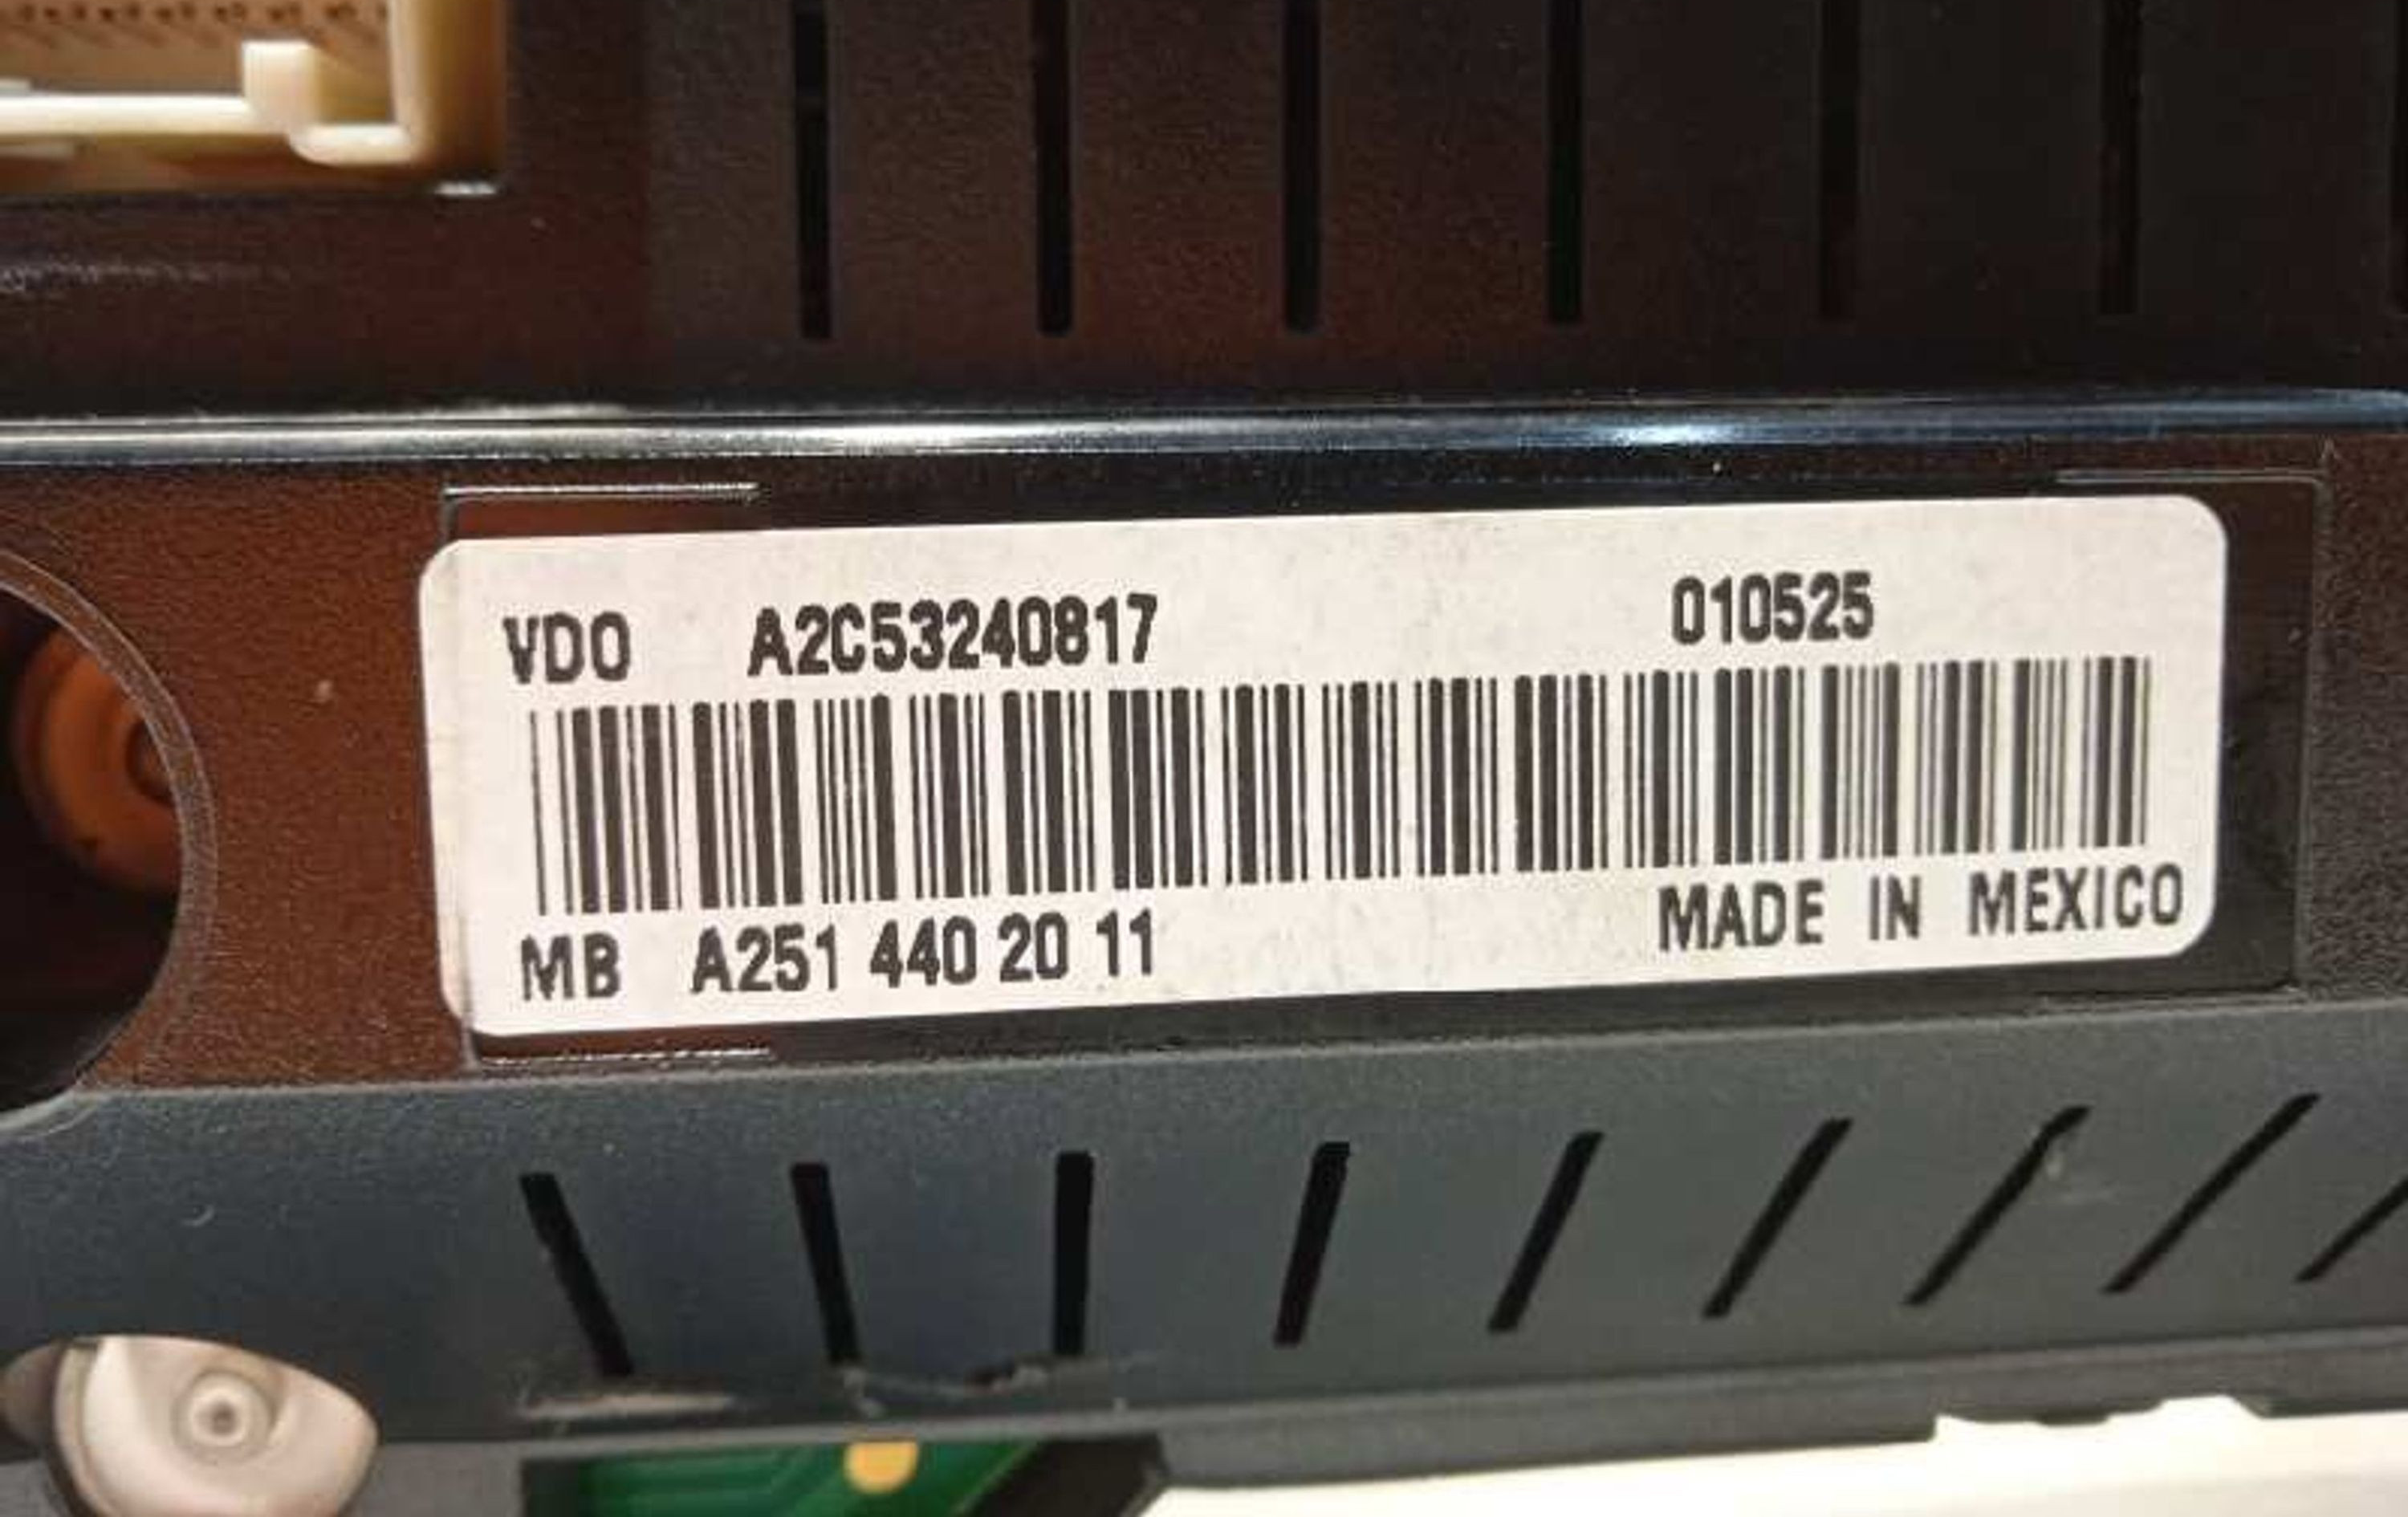 VDO A2C53240817 010525
MB A251 440 20 11 MADE IN MEXICO